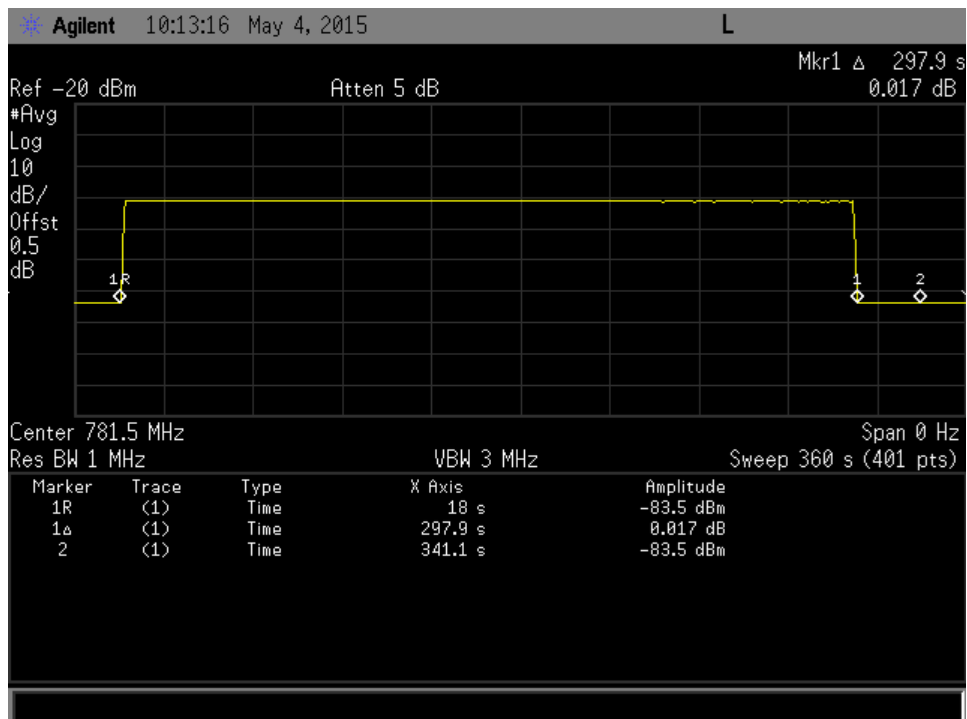 Agilent 10:13:16 May 4, 2015 L
Mkr1 Δ 297.9 s
Ref -20 dBm Atten 5 dB 0.017 dB
#Avg
Log
10
dB/
Offst
0.5
dB
1R 1 2
Center 781.5 MHz Span 0 Hz
Res BW 1 MHz VBW 3 MHz Sweep 360 s (401 pts)
Marker Trace Type X Axis Amplitude
1R (1) Time 18 s -83.5 dBm
1Δ (1) Time 297.9 s 0.017 dB
2 (1) Time 341.1 s -83.5 dBm